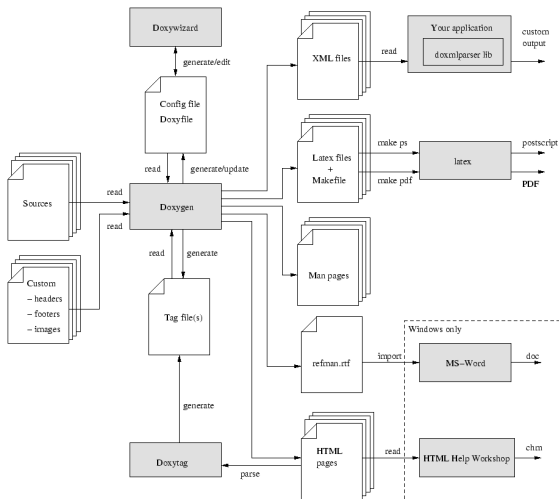 Doxywizard
generate/edit
Config file
Doxyfile
read
generate/update
Sources
read
Doxygen
read
Custom
– headers
– footers
– images
read
generate
Tag file(s)
generate
Doxytag
parse
XML files
read
Your application
doxmlparser lib
custom
output
Latex files
+
Makefile
make ps
make pdf
latex
postscript
PDF
Man pages
refman.rtf
import
Windows only
MS–Word
doc
HTML
pages
read
HTML Help Workshop
chm